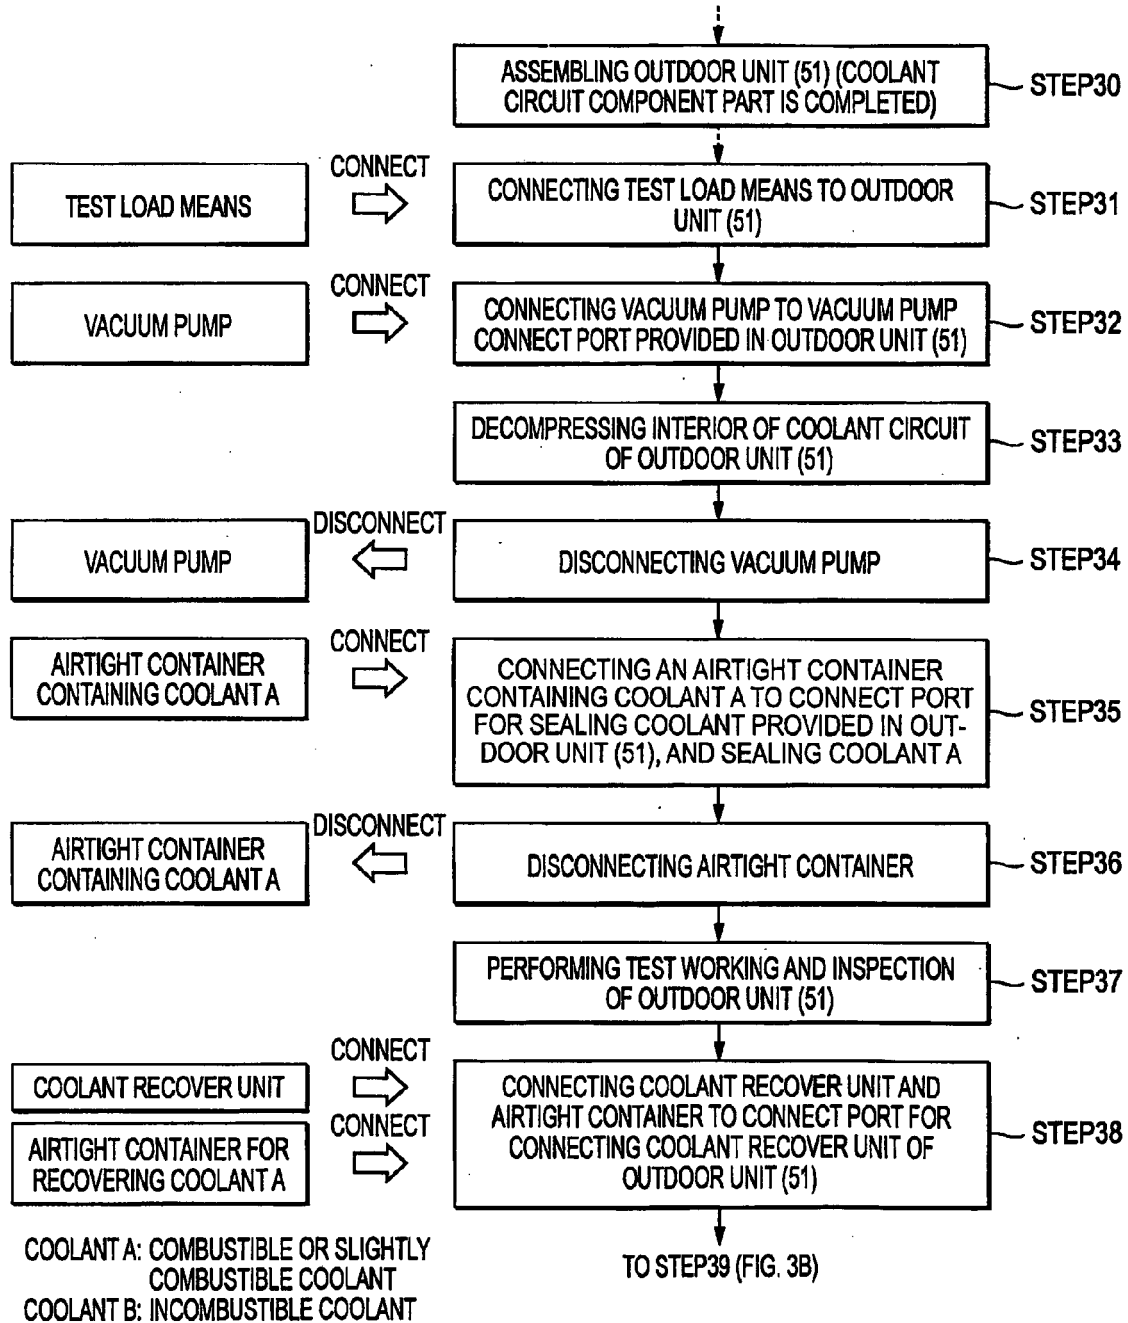 ASSEMBLING OUTDOOR UNIT (51) (COOLANT
CIRCUIT COMPONENT PART IS COMPLETED)
STEP30
TEST LOAD MEANS
CONNECT
CONNECTING TEST LOAD MEANS TO OUTDOOR
UNIT (51)
STEP31
VACUUM PUMP
CONNECT
CONNECTING VACUUM PUMP TO VACUUM PUMP
CONNECT PORT PROVIDED IN OUTDOOR UNIT (51)
STEP32
DECOMPRESSING INTERIOR OF COOLANT CIRCUIT
OF OUTDOOR UNIT (51)
STEP33
VACUUM PUMP
DISCONNECT
DISCONNECTING VACUUM PUMP
STEP34
AIRTIGHT CONTAINER
CONTAINING COOLANT A
CONNECT
CONNECTING AN AIRTIGHT CONTAINER
CONTAINING COOLANT A TO CONNECT PORT
FOR SEALING COOLANT PROVIDED IN OUT-
DOOR UNIT (51), AND SEALING COOLANT A
STEP35
AIRTIGHT CONTAINER
CONTAINING COOLANT A
DISCONNECT
DISCONNECTING AIRTIGHT CONTAINER
STEP36
PERFORMING TEST WORKING AND INSPECTION
OF OUTDOOR UNIT (51)
STEP37
COOLANT RECOVER UNIT
CONNECT
AIRTIGHT CONTAINER FOR
RECOVERING COOLANT A
CONNECT
CONNECTING COOLANT RECOVER UNIT AND
AIRTIGHT CONTAINER TO CONNECT PORT FOR
CONNECTING COOLANT RECOVER UNIT OF
OUTDOOR UNIT (51)
STEP38
TO STEP39 (FIG. 3B)
COOLANT A: COMBUSTIBLE OR SLIGHTLY
COMBUSTIBLE COOLANT
COOLANT B: INCOMBUSTIBLE COOLANT